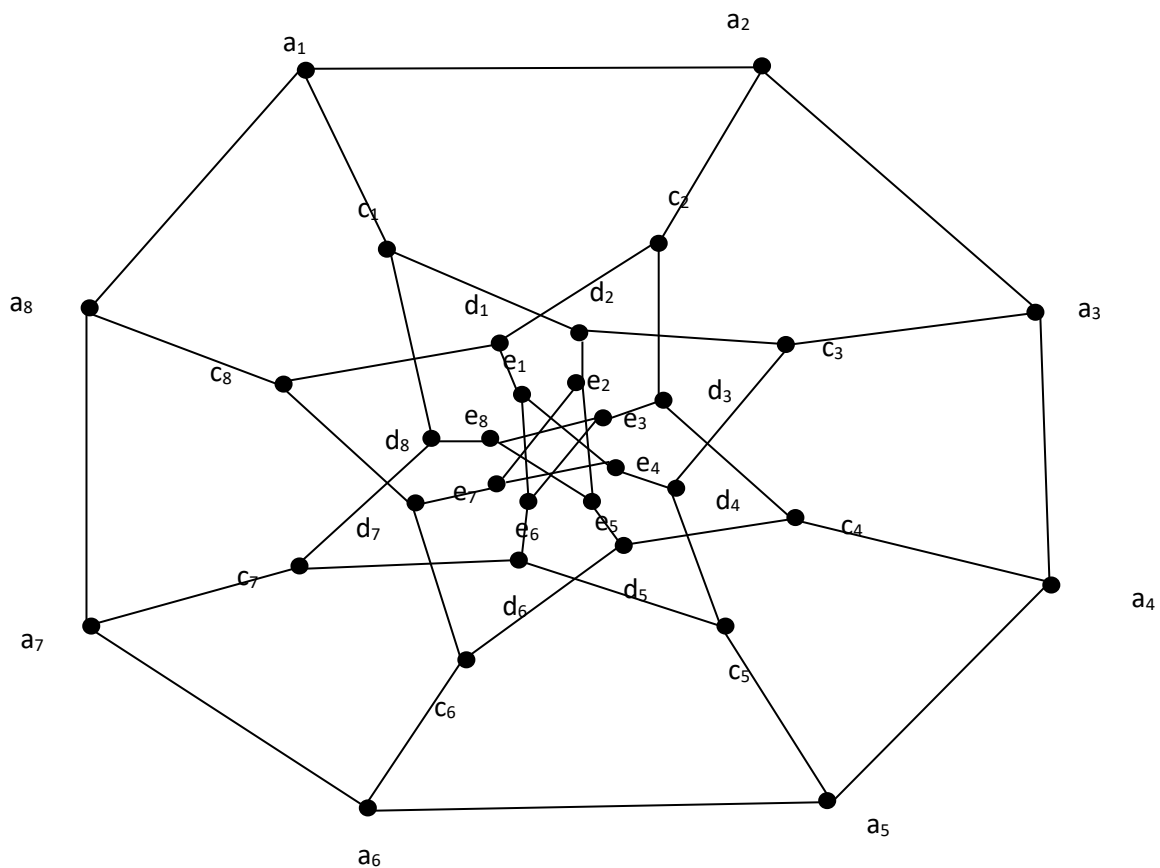 a₂
a₁
c₂
c₁
d₂
a₈
d₁
a₃
c₃
e₁
c₈
e₂
d₃
e₈
e₃
d₈
e₄
e₇
d₄
e₅
d₇
e₆
c₄
c₇
d₅
a₄
d₆
a₇
c₅
c₆
a₅
a₆